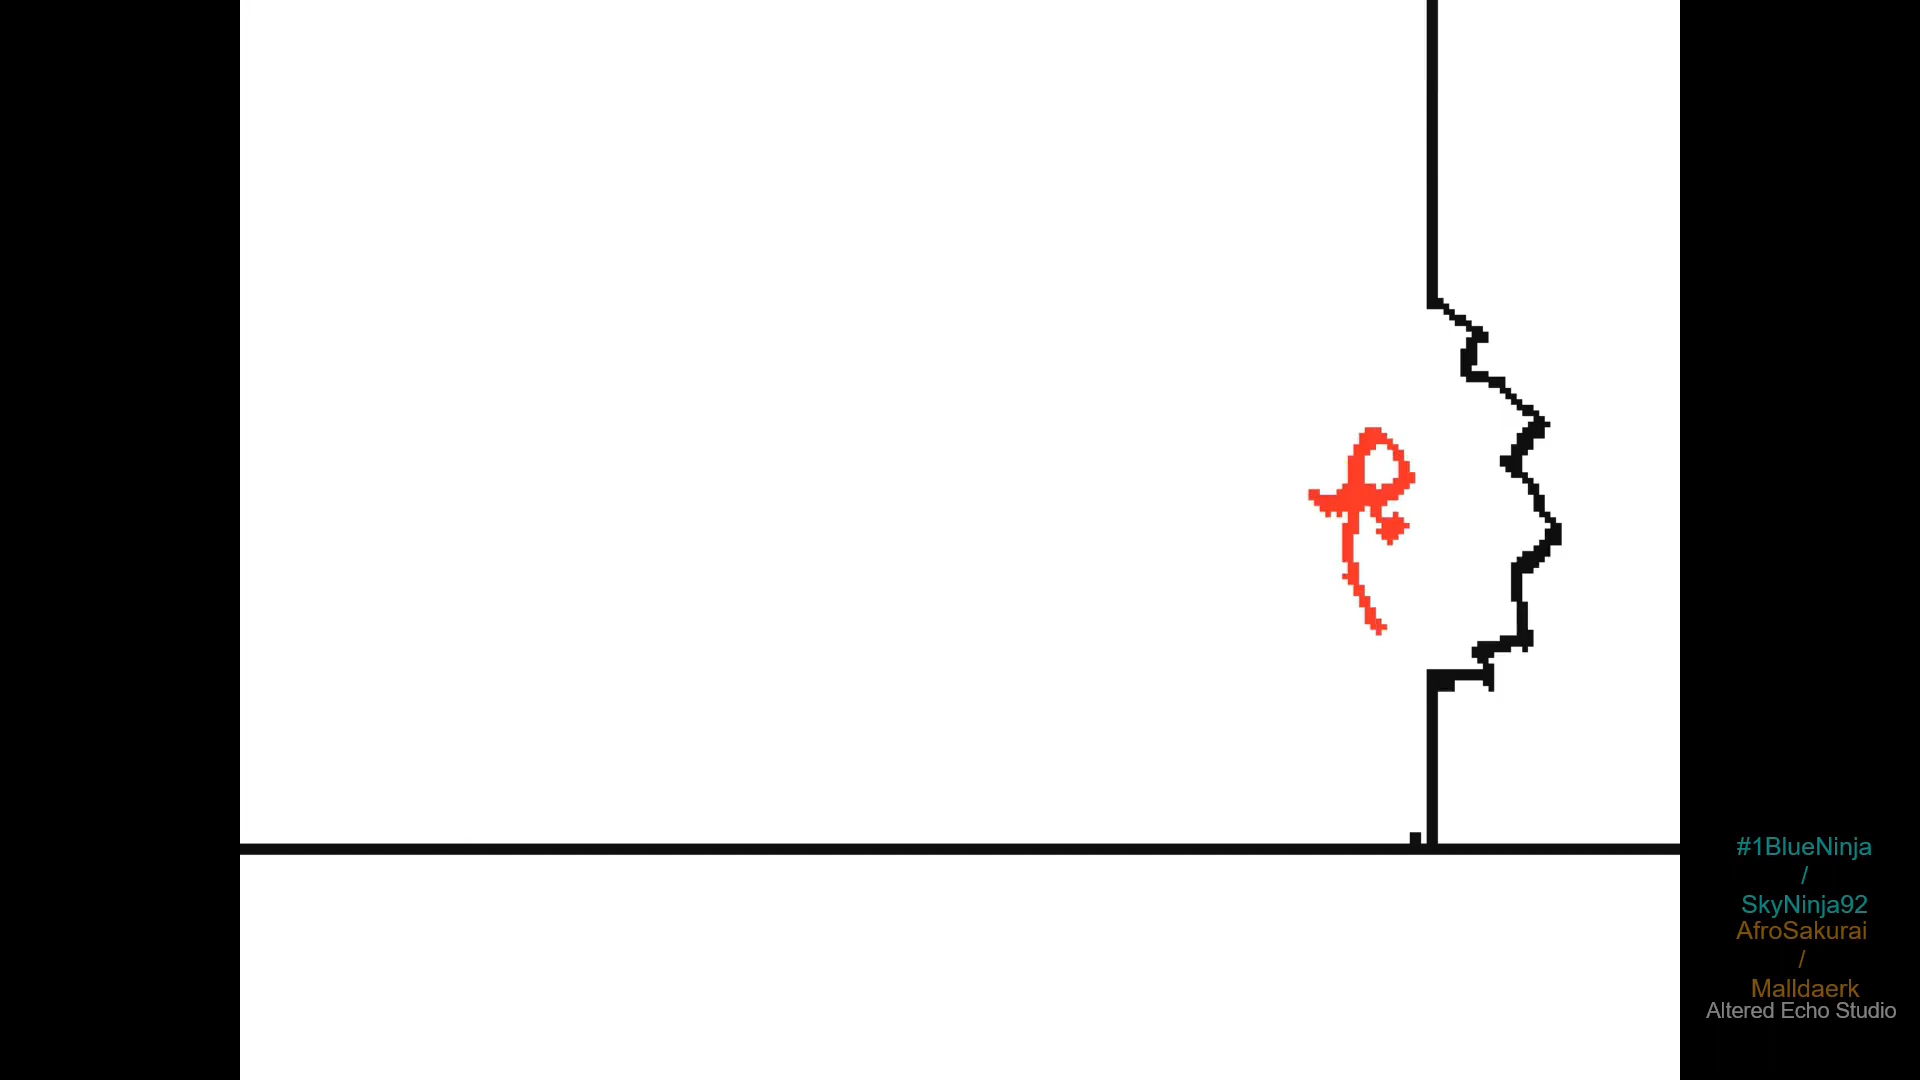 #1BlueNinja
/
SkyNinja92
AfroSakurai
/
Malldaerk
Altered Echo Studio